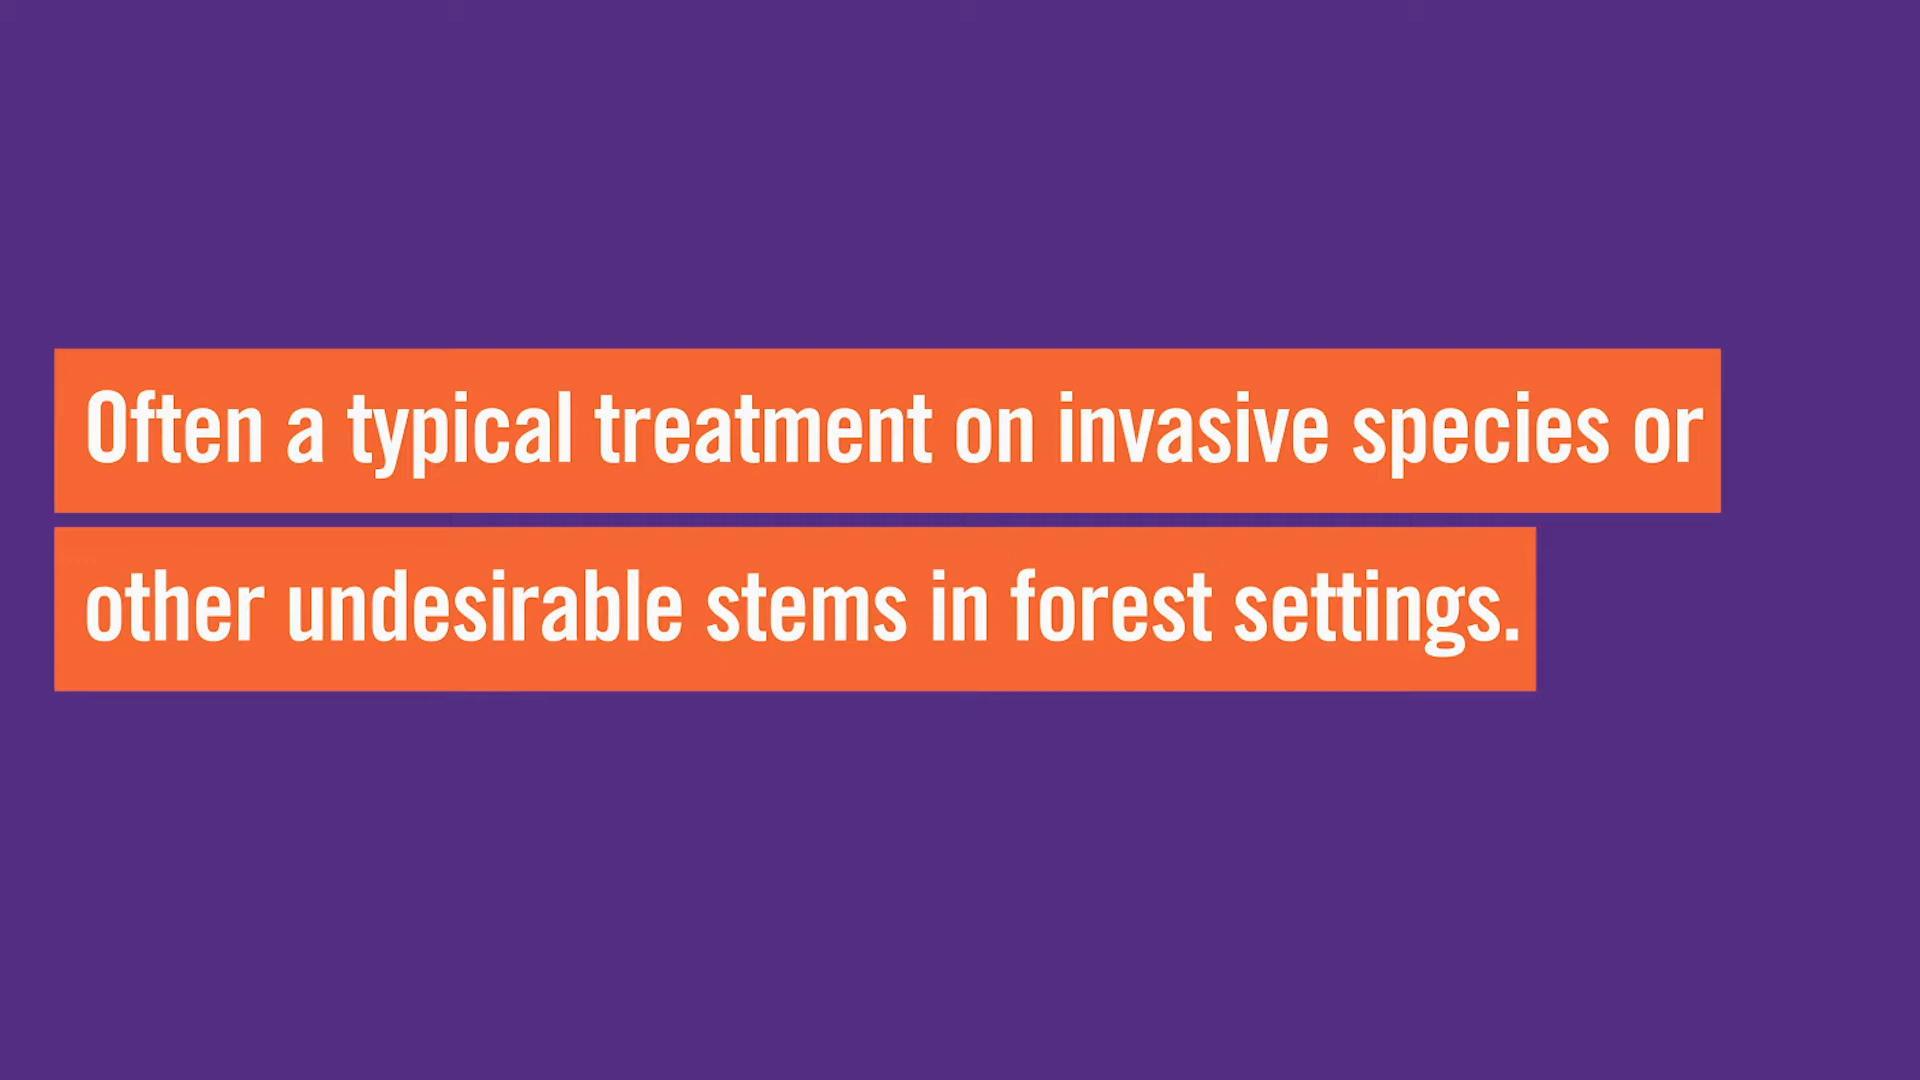 Often a typical treatment on invasive species or
other undesirable stems in forest settings.